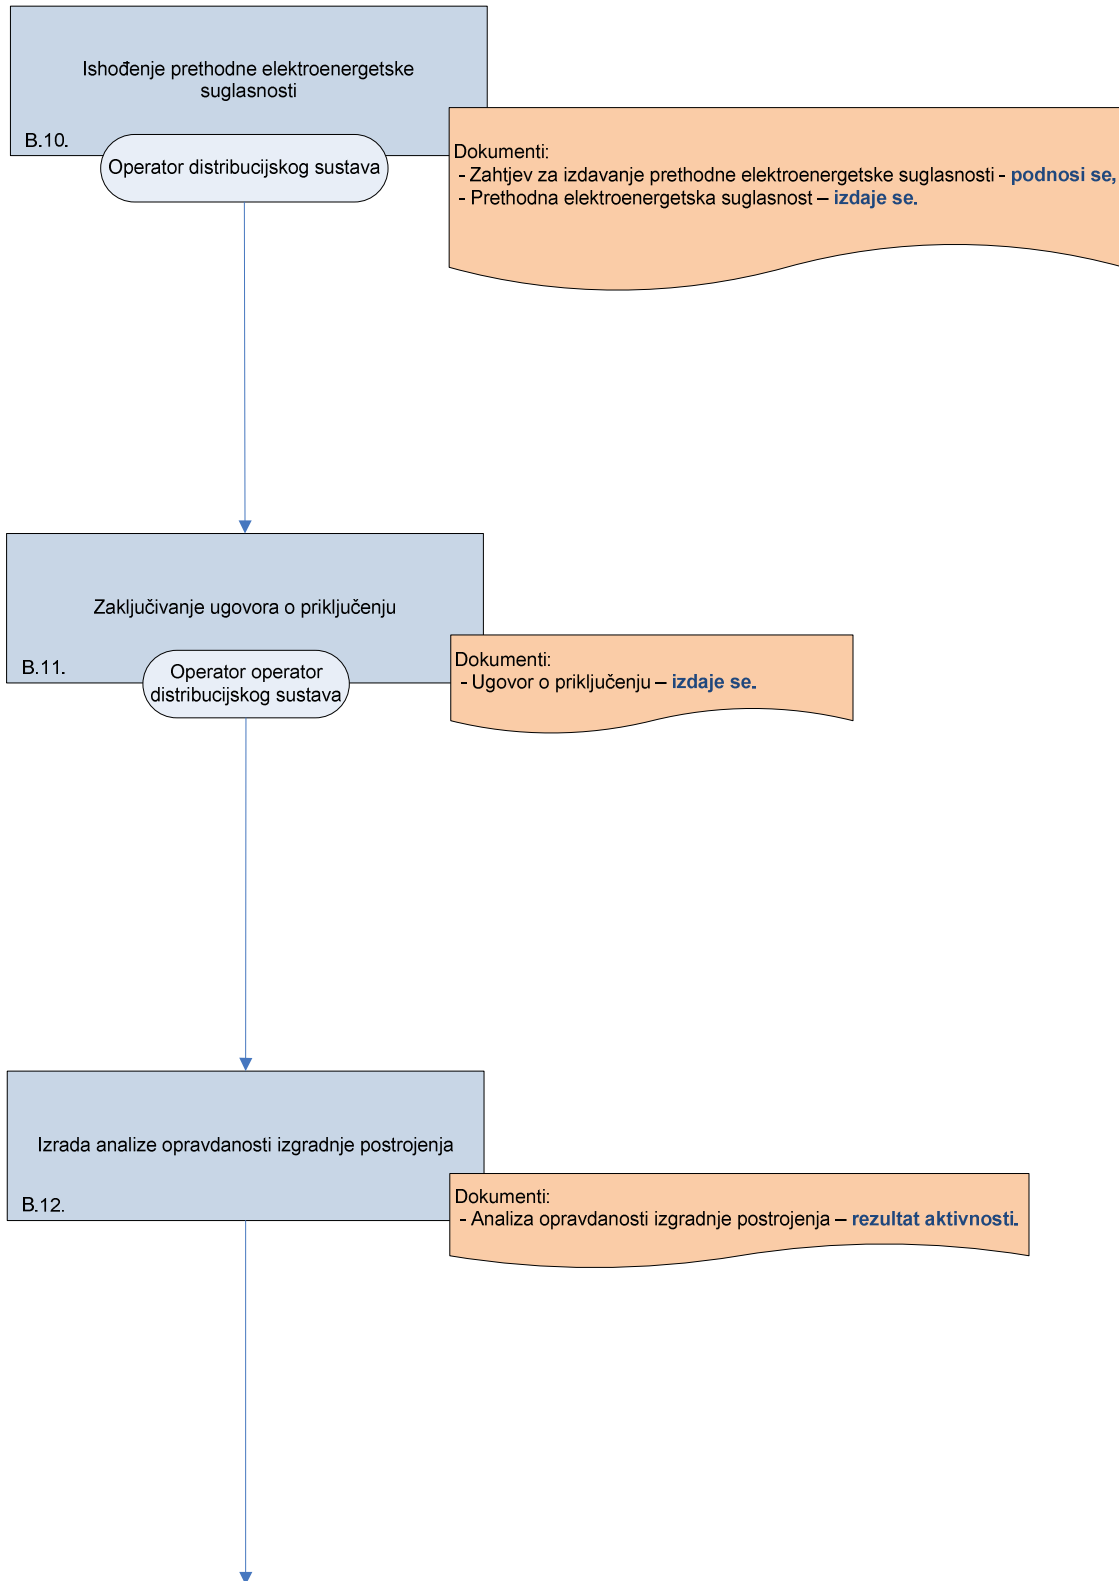 Ishođenje prethodne elektroenergetske
suglasnosti
B.10.
Operator distribucijskog sustava
Dokumenti:
- Zahtjev za izdavanje prethodne elektroenergetske suglasnosti - podnosi se,
- Prethodna elektroenergetska suglasnost – izdaje se.
Zaključivanje ugovora o priključenju
B.11.
Operator operator
distribucijskog sustava
Dokumenti:
- Ugovor o priključenju – izdaje se.
Izrada analize opravdanosti izgradnje postrojenja
B.12.
Dokumenti:
- Analiza opravdanosti izgradnje postrojenja – rezultat aktivnosti.